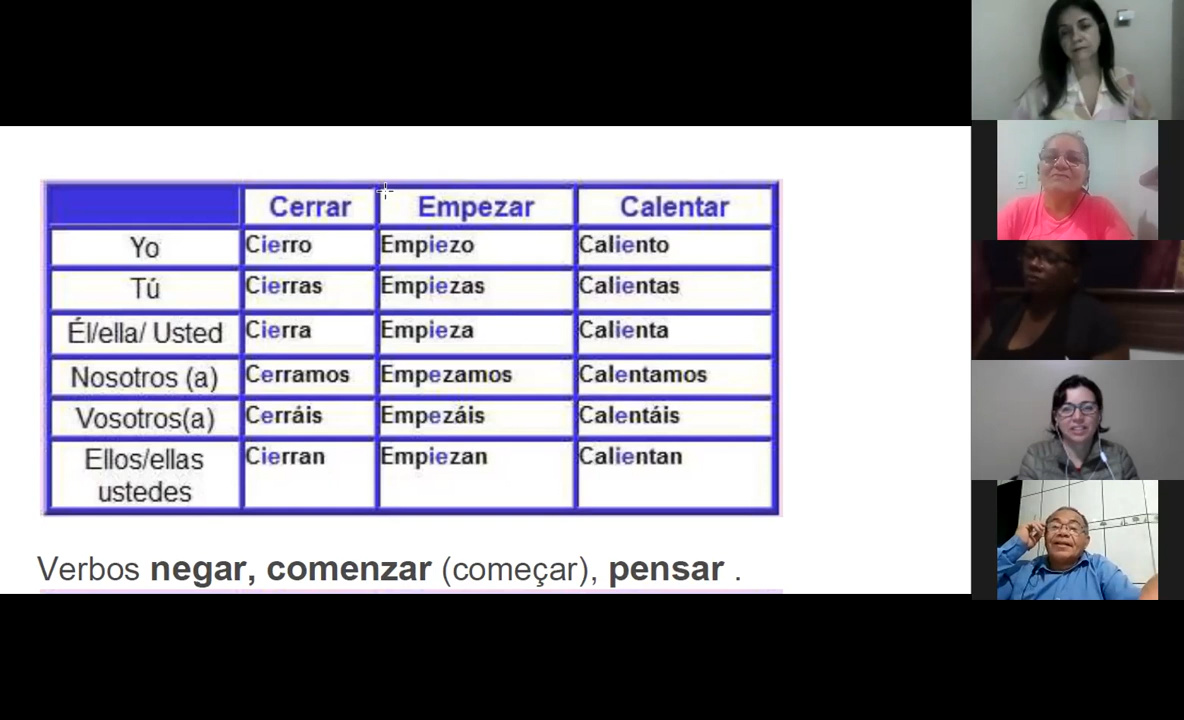 Cerrar Empezar Calentar
Yo Cierro Empiezo Caliento
Tú Cierras Empiezas Calientas
Él/ella/ Usted Cierra Empieza Calienta
Nosotros (a) Cerramos Empezamos Calentamos
Vosotros(a) Cerráis Empezáis Calentáis
Ellos/ellas ustedes Cierran Empiezan Calientan
Verbos negar, comenzar (começar), pensar .